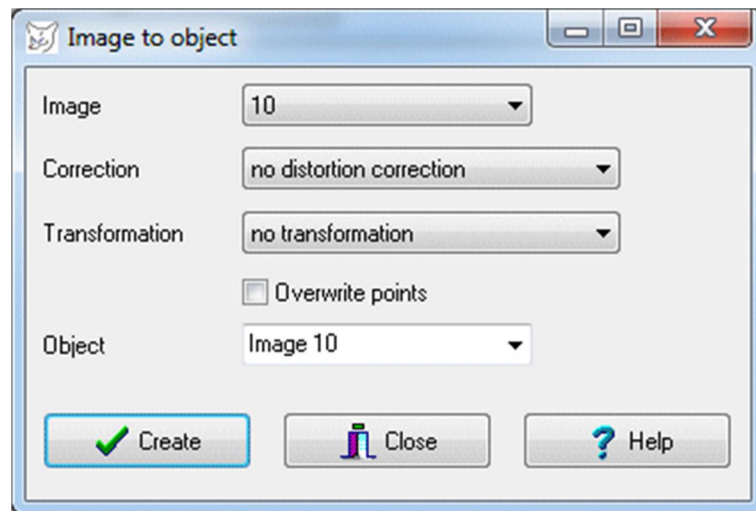 Image to object
Image 10
Correction no distortion correction
Transformation no transformation
Overwrite points
Object Image 10
Create Close Help